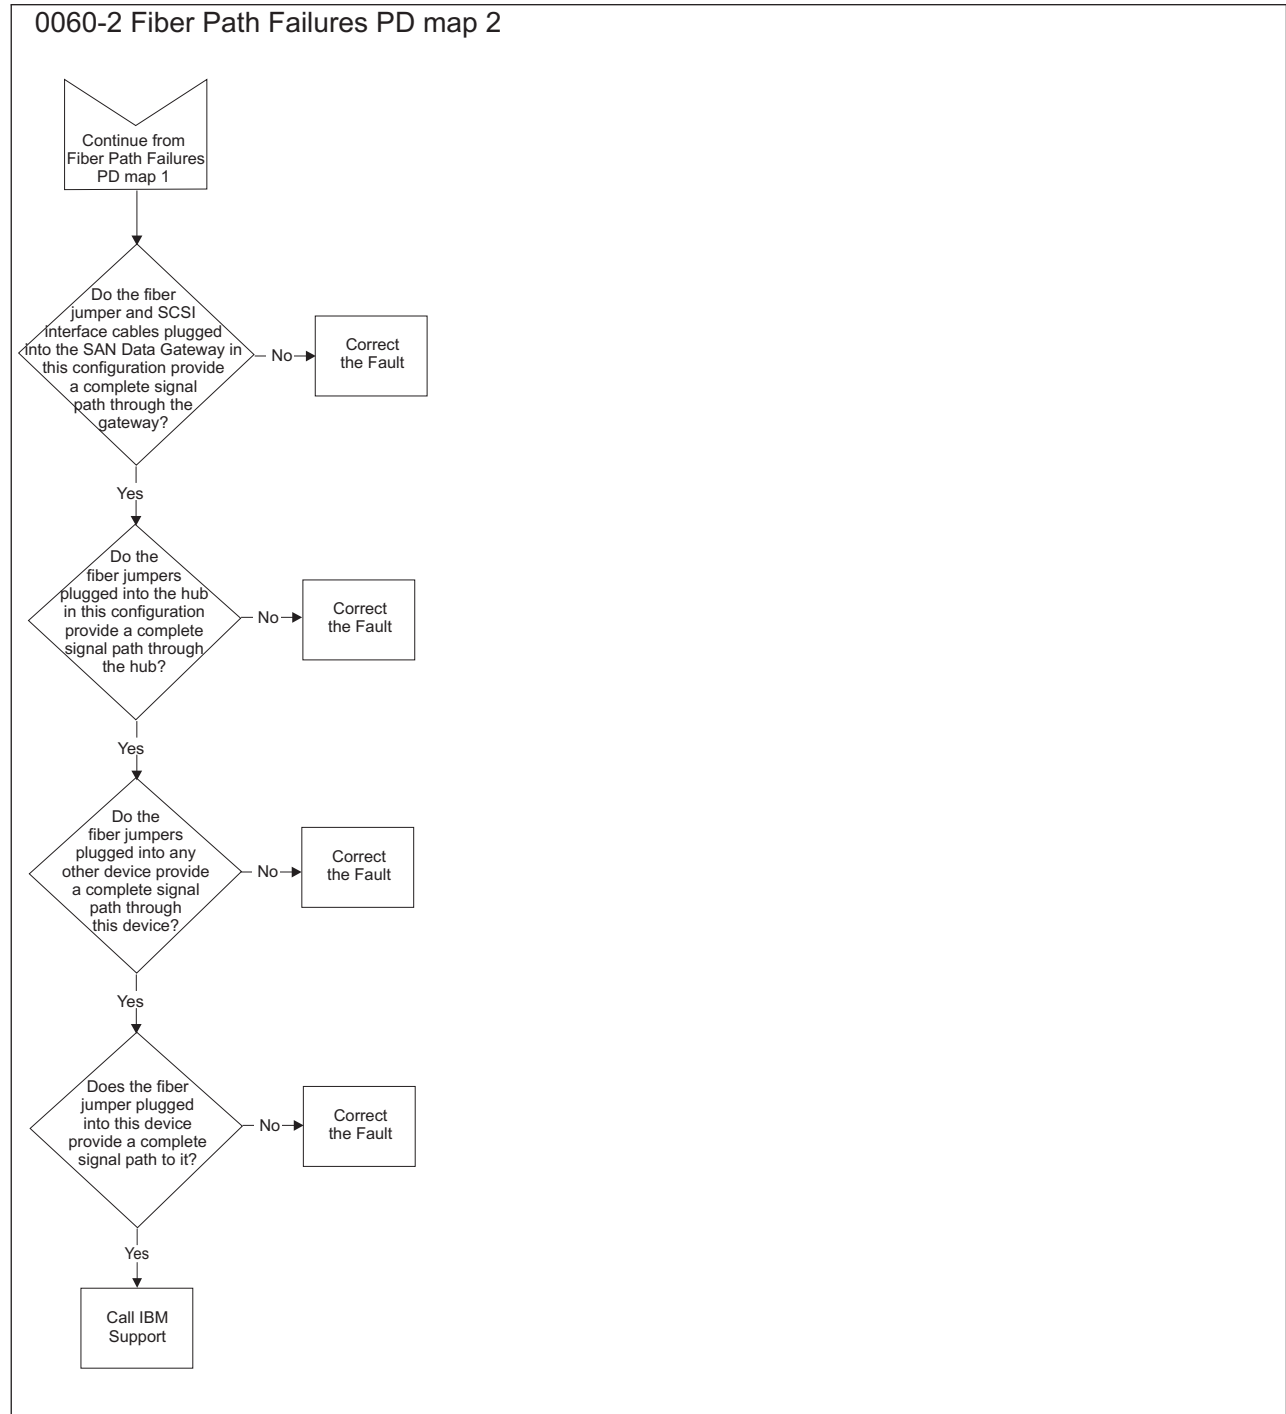 0060-2 Fiber Path Failures PD map 2
Continue from
Fiber Path Failures
PD map 1
Do the fiber
jumper and SCSI
interface cables plugged
into the SAN Data Gateway in
this configuration provide
a complete signal
path through the
gateway?
No
Correct
the Fault
Yes
Do the
fiber jumpers
plugged into the hub
in this configuration
provide a complete
signal path through
the hub?
No
Correct
the Fault
Yes
Do the
fiber jumpers
plugged into any
other device provide
a complete signal
path through
this device?
No
Correct
the Fault
Yes
Does the fiber
jumper plugged
into this device
provide a complete
signal path to it?
No
Correct
the Fault
Yes
Call IBM
Support